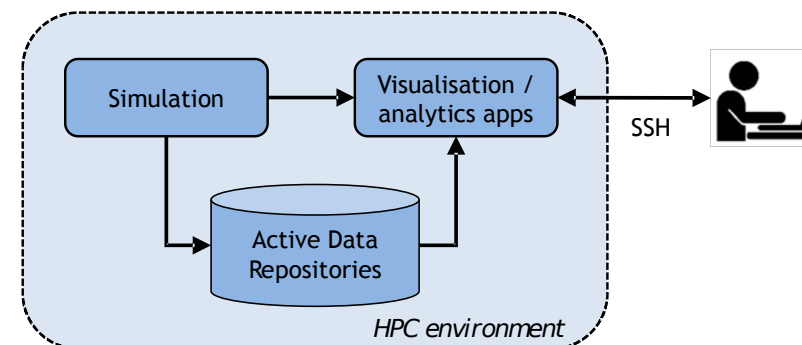 Simulation
Visualisation /
analytics apps
SSH
Active Data
Repositories
HPC environment